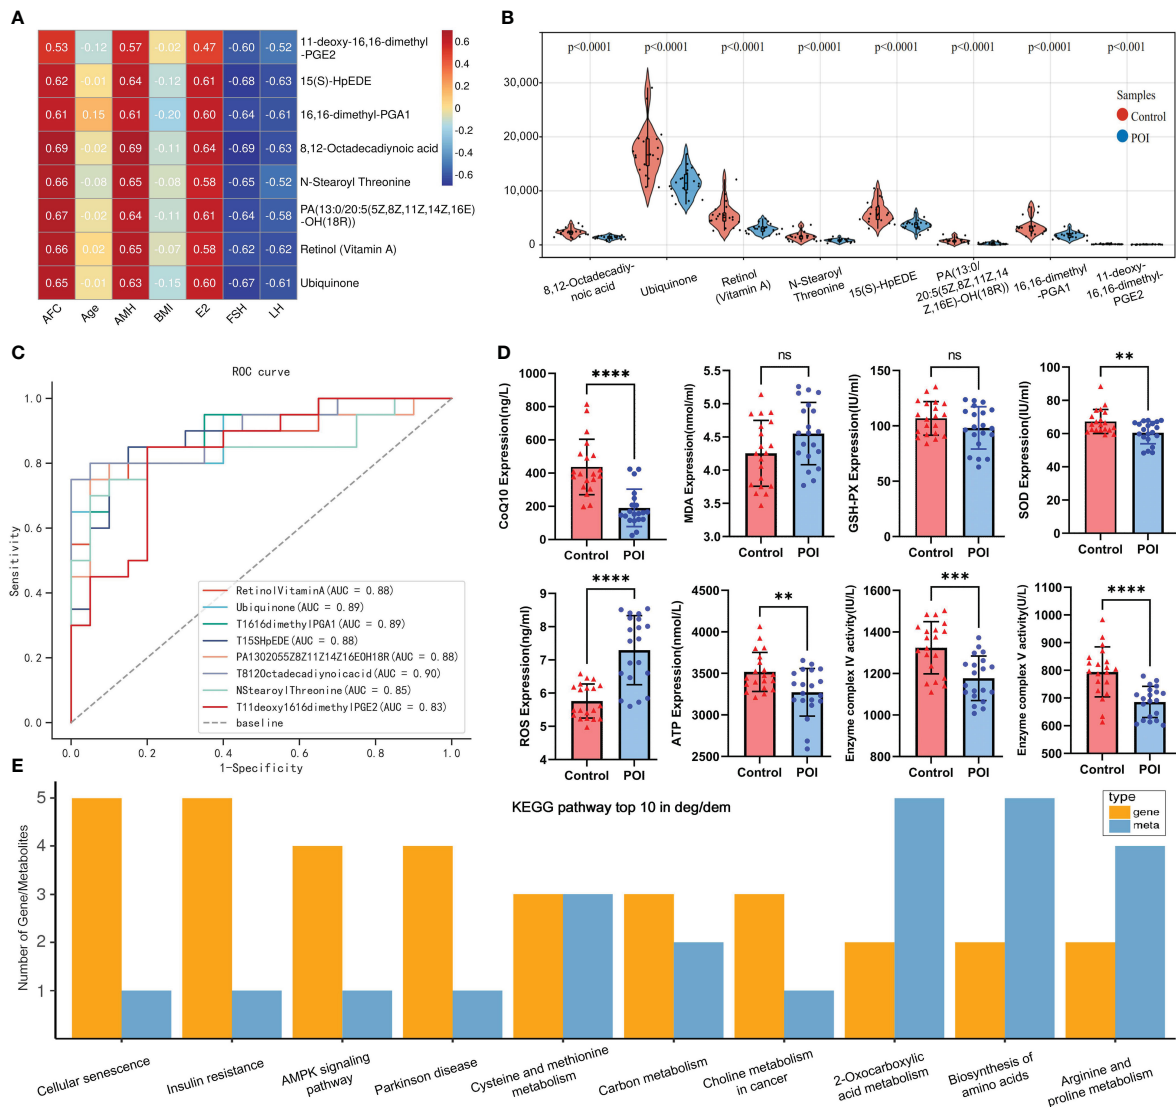 A
0.53 -0.12 0.57 -0.02 0.47 -0.60 -0.52
11-deoxy-16,16-dimethyl
-PGE2
0.62 -0.01 0.64 -0.12 0.61 -0.68 -0.63
15(S)-HpEDE
0.61 0.15 0.61 -0.20 0.60 -0.64 -0.61
16,16-dimethyl-PGA1
0.69 -0.02 0.69 -0.11 0.64 -0.69 -0.63
8,12-Octadecadiynoic acid
0.66 -0.08 0.65 -0.08 0.58 -0.65 -0.52
N-Stearoyl Threonine
0.67 -0.02 0.64 -0.11 0.61 -0.64 -0.58
PA(13:0/20:5(5Z,8Z,11Z,14Z,16E)
-OH(18R))
0.66 0.02 0.65 -0.07 0.58 -0.62 -0.62
Retinol (Vitamin A)
0.65 -0.01 0.63 -0.15 0.60 -0.67 -0.61
Ubiquinone
AFC Age AMH BMI E2 FSH LH
0.6
0.4
0.2
0
-0.2
-0.4
-0.6
B
p<0.0001 p<0.0001 p<0.0001 p<0.0001 p<0.0001 p<0.0001 p<0.0001 p<0.001
30,000
20,000
10,000
0
Samples
Control
POI
8,12-Octadecadiy-
noic acid
Ubiquinone
Retinol
(Vitamin A)
N-Stearoyl
Threonine
15(S)-HpEDE
PA(13:0/
20:5(5Z,8Z,11Z,14
Z,16E)-OH(18R))
16,16-dimethyl
-PGA1
11-deoxy-
16,16-dimethyl-
PGE2
C
ROC curve
Sensitivity
1.0
0.8
0.6
0.4
0.2
0.0
RetinolVitaminA(AUC = 0.88)
Ubiquinone(AUC = 0.89)
T1616dimethylPGA1(AUC = 0.89)
T15SHpEDE(AUC = 0.88)
PA1302055Z8Z11Z14Z16EOH18R(AUC = 0.88)
T8120ctadecadiynoicacid(AUC = 0.90)
NStearoylThreonine(AUC = 0.85)
T11deoxy1616dimethylPGE2(AUC = 0.83)
baseline
0.0 0.2 0.4 0.6 0.8 1.0
1-Specificity
D
CoQ10 Expression(ng/L)
1000
800
600
400
200
0
****
Control POI
MDA Expression(nmol/ml)
5.5
5.0
4.5
4.0
3.5
3.0
ns
Control POI
GSH-PX Expression(IU/ml)
150
100
50
0
ns
Control POI
SOD Expression(IU/ml)
100
80
60
40
20
0
**
Control POI
ROS Expression(ng/ml)
10
8
6
4
****
Control POI
ATP Expression(nmol/L)
4500
4000
3500
3000
2500
**
Control POI
Enzyme complex IV activity(IU/L)
1600
1400
1200
1000
800
***
Control POI
Enzyme complex V activity(U/L)
1000
900
800
700
600
500
****
Control POI
E
KEGG pathway top 10 in deg/dem
type
gene
meta
Number of Gene/Metabolites
5
4
3
2
1
Cellular senescence
Insulin resistance
AMPK signaling
pathway
Parkinson disease
Cysteine and methionine
metabolism
Carbon metabolism
Choline metabolism
in cancer
2-Oxocarboxylic
acid metabolism
Biosynthesis of
amino acids
Arginine and
proline metabolism